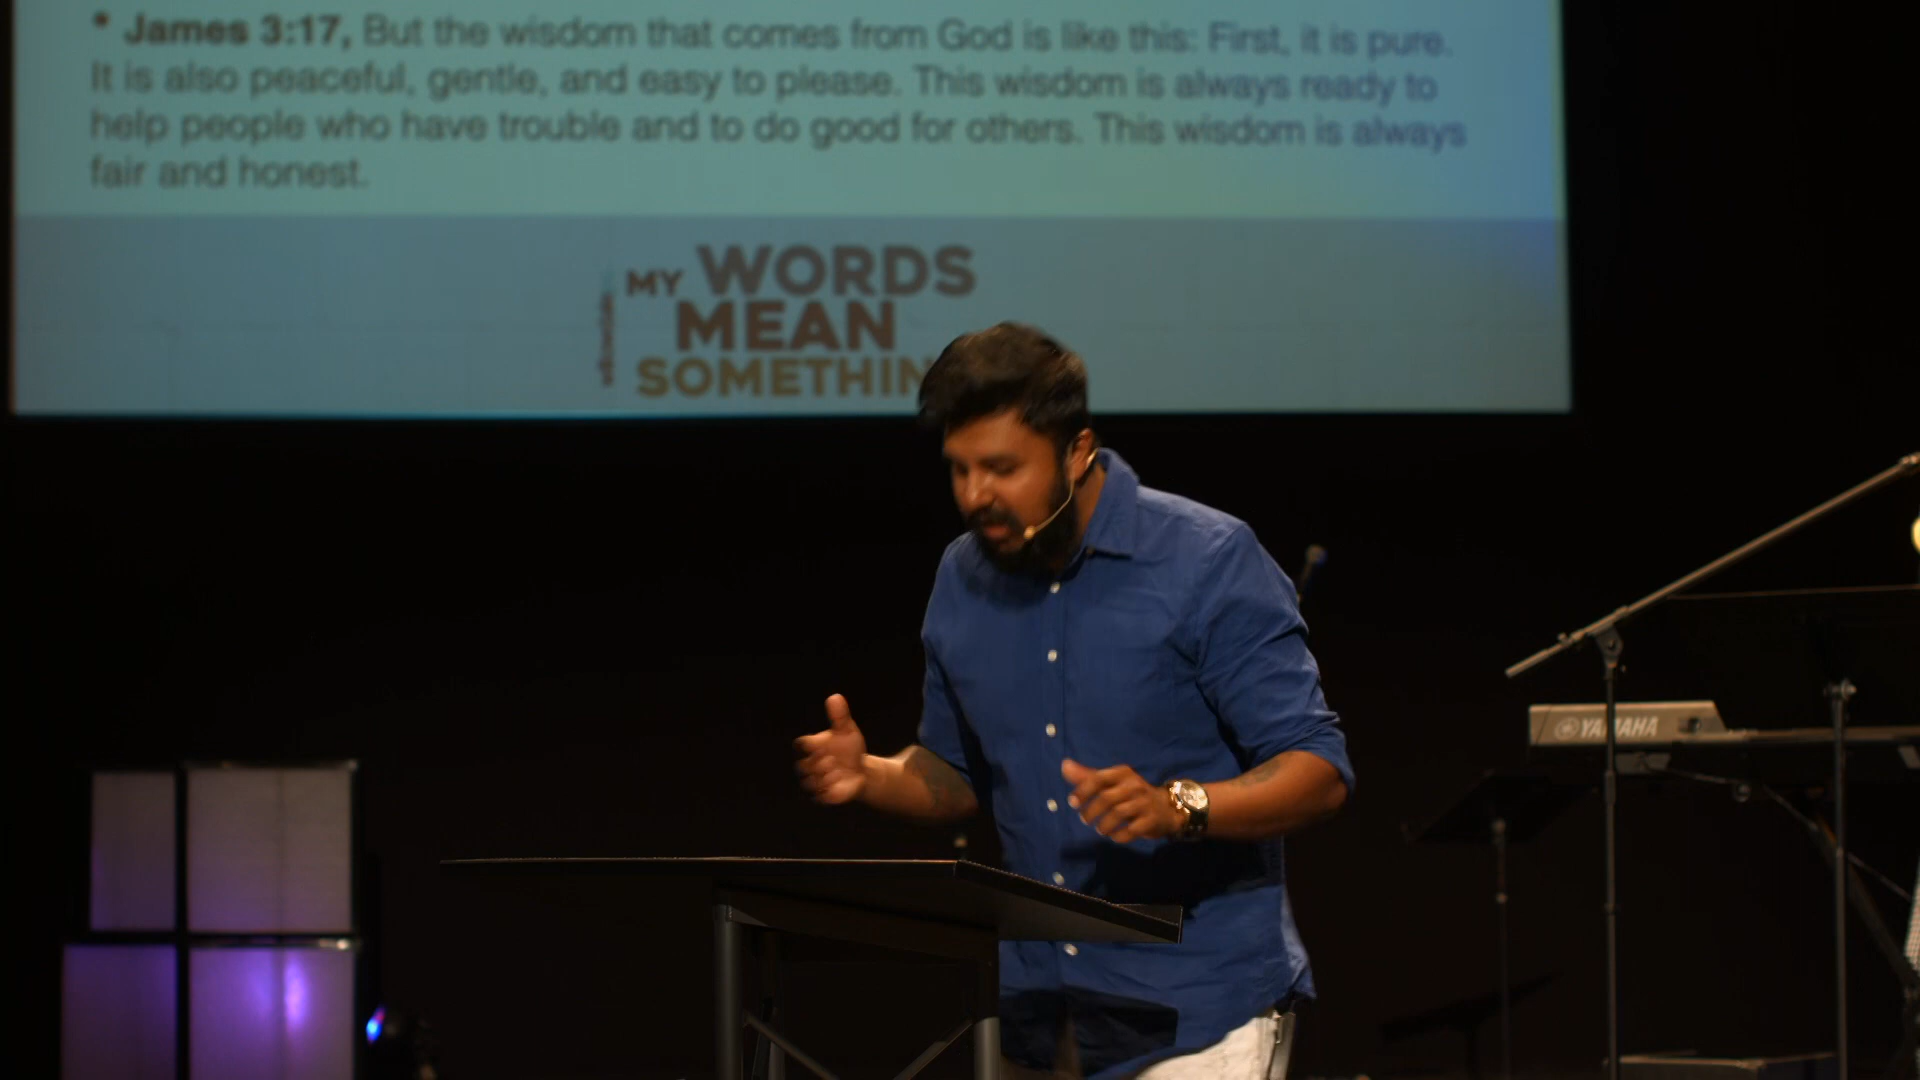 * James 3:17, But the wisdom that comes from God is like this: First, it is pure.
It is also peaceful, gentle, and easy to please. This wisdom is always ready to
help people who have trouble and to do good for others. This wisdom is always
fair and honest.
MY WORDS
MEAN
SOMETHIN
YAMAHA